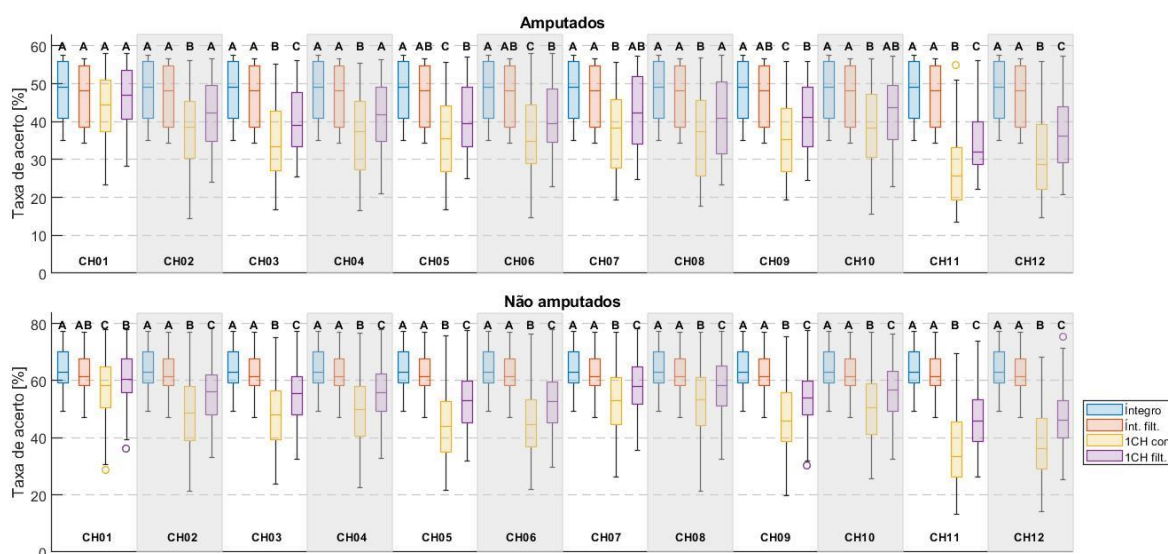 Amputados
A A A A A A B A A A B C A A B A A AB C B A AB C B A A B AB A A B A A AB C B A A B AB A A B C A A B C
60
50
40
30
20
10
0
Taxa de acerto [%]
CH01 CH02 CH03 CH04 CH05 CH06 CH07 CH08 CH09 CH10 CH11 CH12
Não amputados
A AB C B A A B C A A B C A A B C A A B C A A B C A A B C A A B C A A B C A A B C A A B C A A B C
80
60
40
20
0
Taxa de acerto [%]
CH01 CH02 CH03 CH04 CH05 CH06 CH07 CH08 CH09 CH10 CH11 CH12
Íntegro
Ínt. filt.
1CH con
1CH filt.